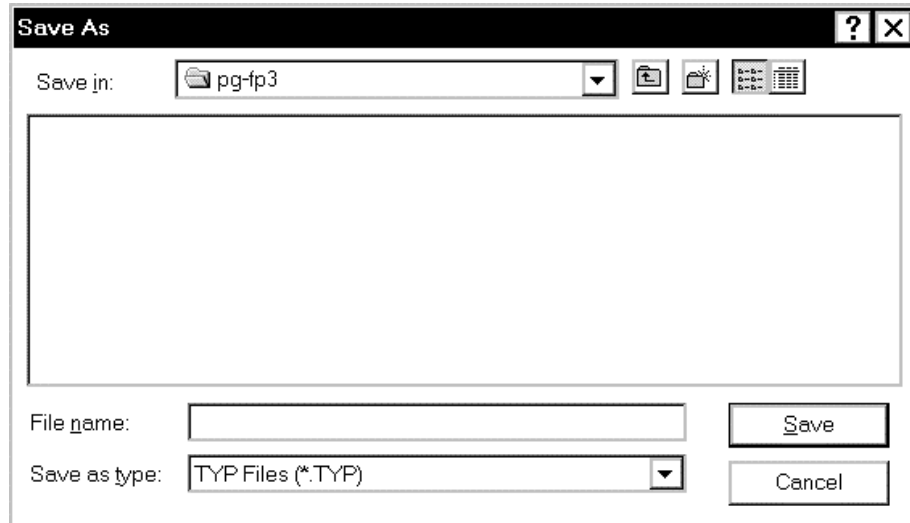 Save As
Save in: pg-fp3
File name:
Save
Save as type: TYP Files (*.TYP)
Cancel